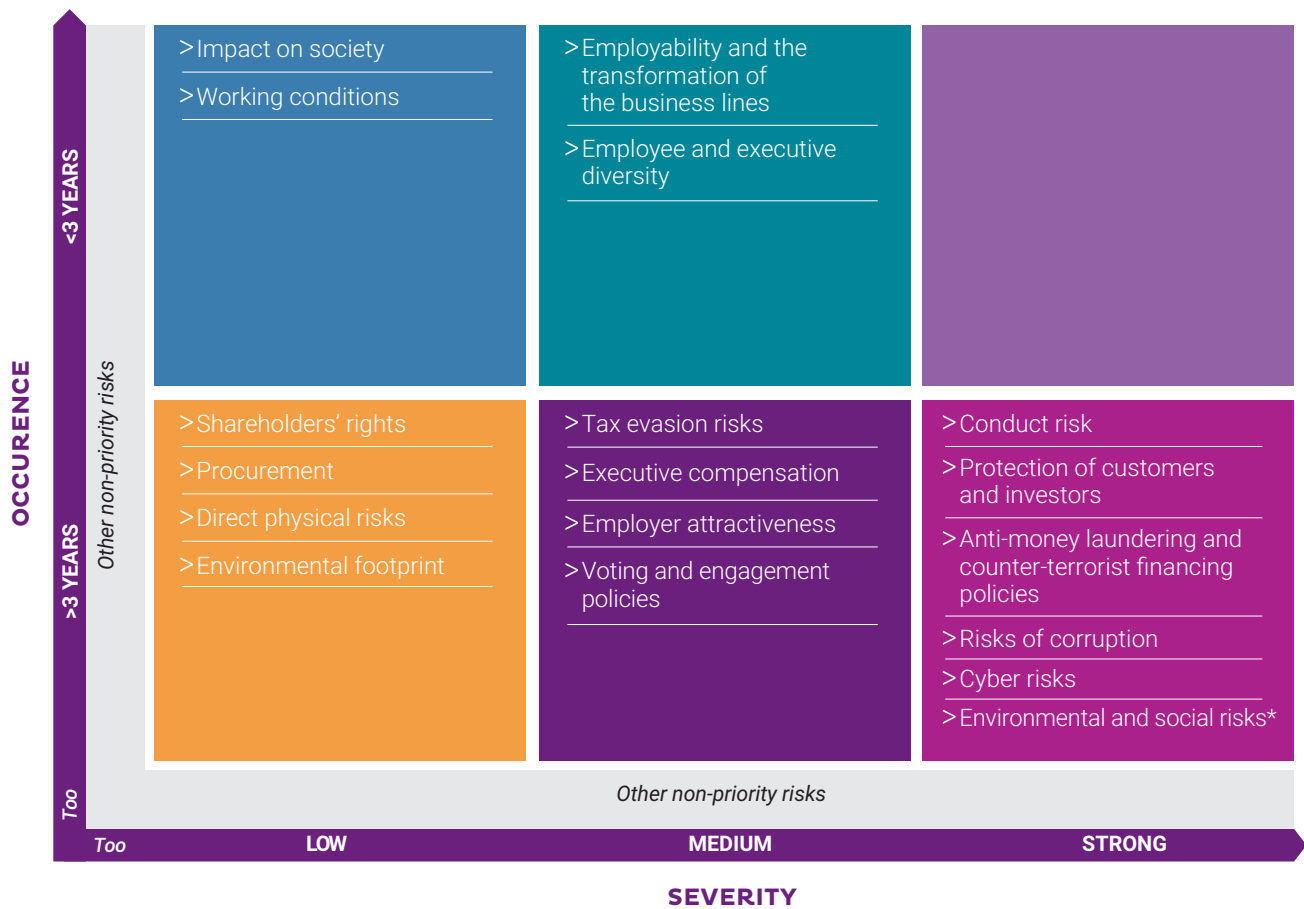 >Impact on society
>Working conditions
>Employability and the
transformation of
the business lines
>Employee and executive
diversity
<3 YEARS
OCCURENCE
Other non-priority risks
>Shareholders' rights
>Procurement
>Direct physical risks
>Environmental footprint
>Tax evasion risks
>Executive compensation
>Employer attractiveness
>Voting and engagement
policies
>Conduct risk
>Protection of customers
and investors
>Anti-money laundering and
counter-terrorist financing
policies
>Risks of corruption
>Cyber risks
>Environmental and social risks*
>3 YEARS
Too
Other non-priority risks
Too
LOW
MEDIUM
STRONG
SEVERITY